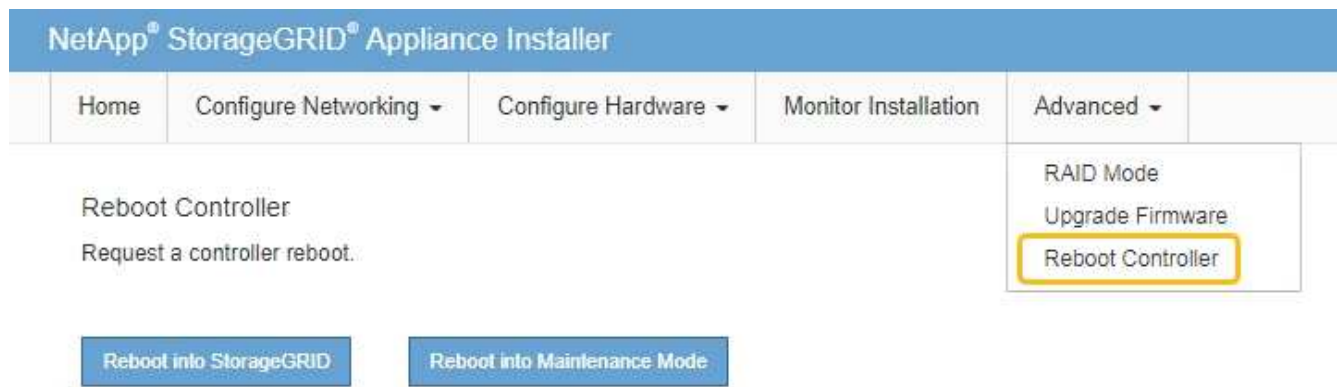 NetApp® StorageGRID® Appliance Installer
Home Configure Networking Configure Hardware Monitor Installation Advanced
RAID Mode
Upgrade Firmware
Reboot Controller
Reboot Controller
Request a controller reboot.
Reboot into StorageGRID Reboot into Maintenance Mode